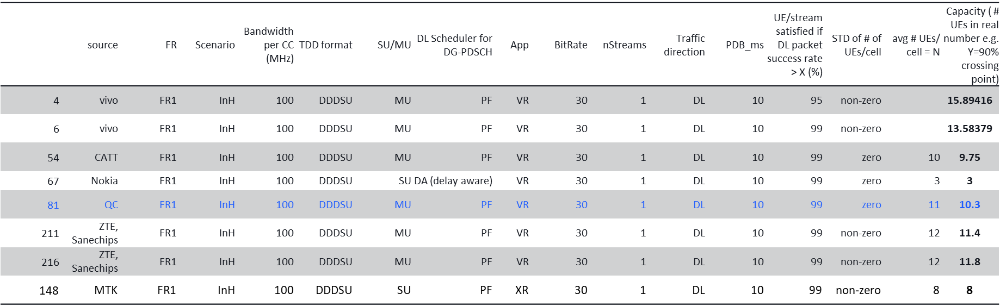 source FR Scenario Bandwidth per CC (MHz) TDD format SU/MU DL Scheduler for DG-PDSCH App BitRate nStreams Traffic direction PDB_ms UE/stream satisfied if DL packet success rate > X (%) STD of # of UEs/cell avg # UEs/ cell = N Capacity ( # UEs in real number e.g. Y=90% crossing point)
4 vivo FR1 InH 100 DDDSU MU PF VR 30 1 DL 10 95 non-zero 15.89416
6 vivo FR1 InH 100 DDDSU MU PF VR 30 1 DL 10 99 non-zero 13.58379
54 CATT FR1 InH 100 DDDSU MU PF VR 30 1 DL 10 99 zero 10 9.75
67 Nokia FR1 InH 100 DDDSU SU DA (delay aware) VR 30 1 DL 10 99 zero 3 3
81 QC FR1 InH 100 DDDSU MU PF VR 30 1 DL 10 99 zero 11 10.3
211 ZTE, Sanechips FR1 InH 100 DDDSU MU PF VR 30 1 DL 10 99 non-zero 12 11.4
216 ZTE, Sanechips FR1 InH 100 DDDSU MU PF VR 30 1 DL 10 99 non-zero 12 11.8
148 MTK FR1 InH 100 DDDSU SU PF XR 30 1 DL 10 99 non-zero 8 8